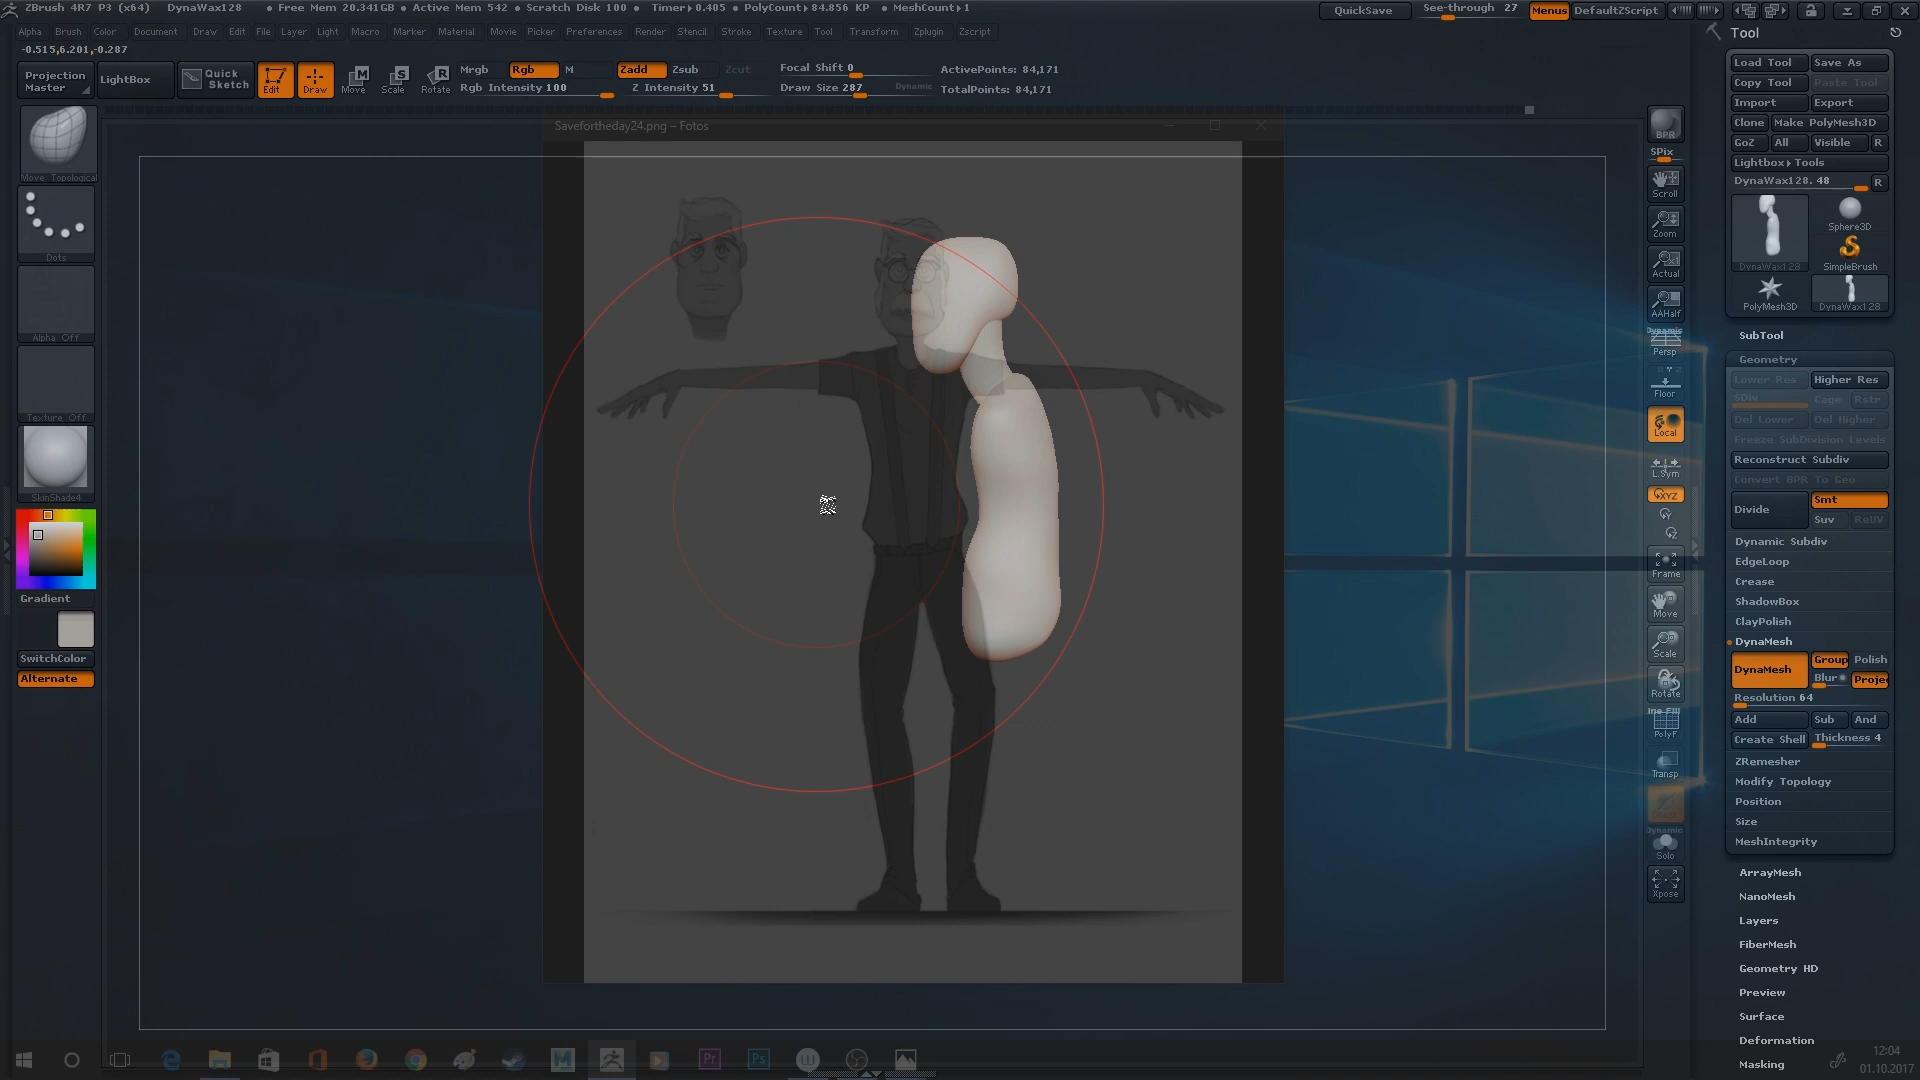 ZBrush 4R7 P3 (x64) DynaWax128 ● Free Mem 20.341GB ● Active Mem 542 ● Scratch Disk 100 ● Timer▸0.405 ● PolyCount▸84.856 KP ● MeshCount▸1 QuickSave See-through 27 Menus DefaultZScript
Alpha Brush Color Document Draw Edit File Layer Light Macro Marker Material Movie Picker Preferences Render Stencil Stroke Texture Tool Transform Zplugin Zscript
-0.515,6.201,-0.287
Projection Master
LightBox
Quick Sketch
Edit
Draw
Move
Scale
Rotate
Mrgb Rgb M
Rgb Intensity 100
Zadd Zsub Zcut
Z Intensity 51
Focal Shift 0
Draw Size 287 Dynamic
ActivePoints: 84,171
TotalPoints: 84,171
Move Topological
Dots
Alpha Off
Texture Off
SkinShade4
Gradient
SwitchColor
Alternate
Savefortheday24.png – Fotos
BPR
SPix
Scroll
Zoom
Actual
AAHalf
Dynamic
Persp
Floor
Local
L.Sym
XYZ
Y
Z
Frame
Move
Scale
Rotate
Line Fill
PolyF
Transp
Dynamic
Solo
Xpose
Tool
Load Tool Save As
Copy Tool Paste Tool
Import Export
Clone Make PolyMesh3D
GoZ All Visible R
Lightbox▸Tools
DynaWax128. 48 R
DynaWax128
Sphere3D
SimpleBrush
PolyMesh3D
DynaWax128
SubTool
Geometry
Lower Res Higher Res
SDiv Cage Rstr
Del Lower Del Higher
Freeze SubDivision Levels
Reconstruct Subdiv
Convert BPR To Geo
Divide Smt
Suv ReUV
Dynamic Subdiv
EdgeLoop
Crease
ShadowBox
ClayPolish
DynaMesh
DynaMesh Group Polish
Blur Proje
Resolution 64
Add Sub And
Create Shell Thickness 4
ZRemesher
Modify Topology
Position
Size
MeshIntegrity
ArrayMesh
NanoMesh
Layers
FiberMesh
Geometry HD
Preview
Surface
Deformation
Masking
12:04
01.10.2017